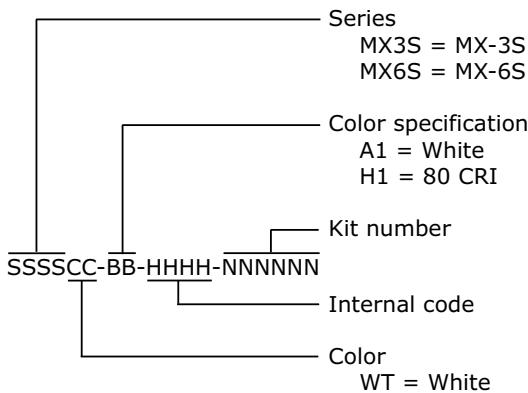 Series
MX3S = MX-3S
MX6S = MX-6S
Color specification
A1 = White
H1 = 80 CRI
Kit number
SSSSCC-BB-HHHH-NNNNNN
Internal code
Color
WT = White